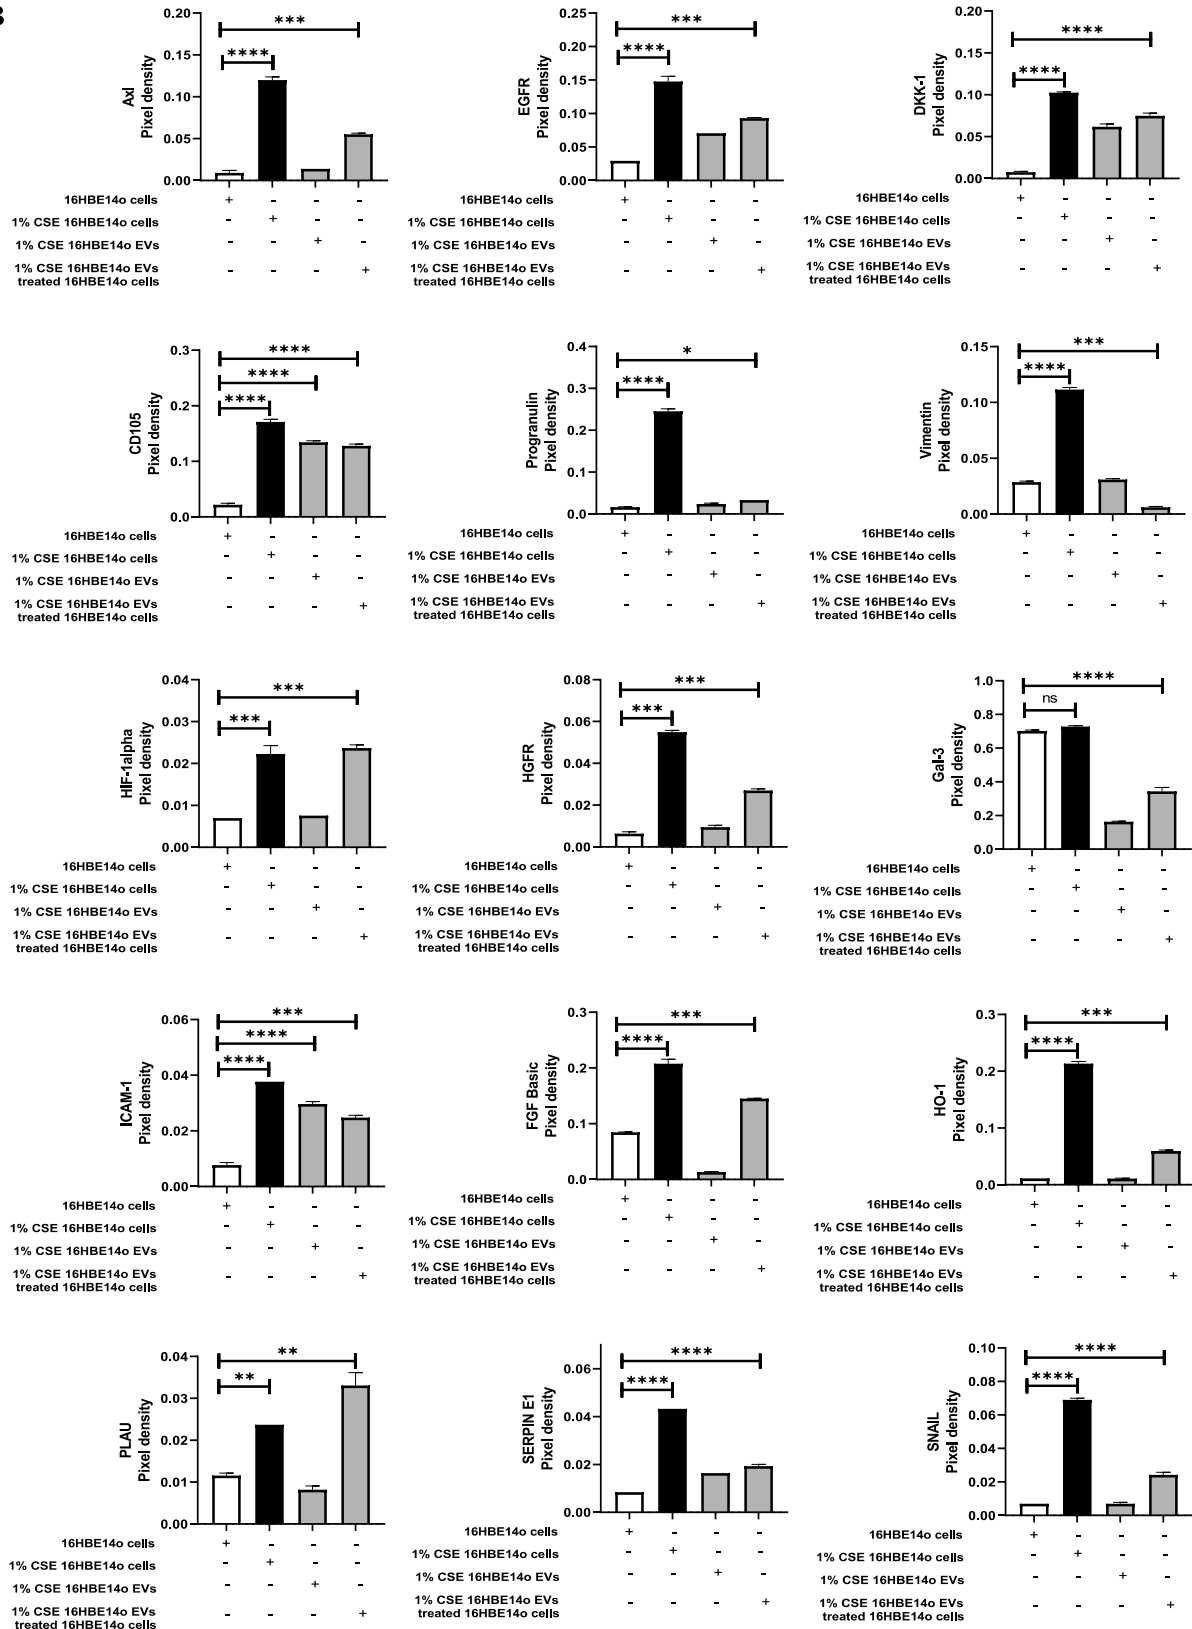 Axl
Pixel density
0.20
0.15
0.10
0.05
0.00
***
****
16HBE14o cells + - - -
1% CSE 16HBE14o cells - + - -
1% CSE 16HBE14o EVs - - + -
1% CSE 16HBE14o EVs - - - +
treated 16HBE14o cells
EGFR
Pixel density
0.25
0.20
0.15
0.10
0.05
0.00
***
****
16HBE14o cells + - - -
1% CSE 16HBE14o cells - + - -
1% CSE 16HBE14o EVs - - + -
1% CSE 16HBE14o EVs - - - +
treated 16HBE14o cells
DKK-1
Pixel density
0.20
0.15
0.10
0.05
0.00
****
****
16HBE14o cells + - - -
1% CSE 16HBE14o cells - + - -
1% CSE 16HBE14o EVs - - + -
1% CSE 16HBE14o EVs - - - +
treated 16HBE14o cells
CD105
Pixel density
0.3
0.2
0.1
0.0
****
****
****
16HBE14o cells + - - -
1% CSE 16HBE14o cells - + - -
1% CSE 16HBE14o EVs - - + -
1% CSE 16HBE14o EVs - - - +
treated 16HBE14o cells
Progranulin
Pixel density
0.4
0.3
0.2
0.1
0.0
*
****
16HBE14o cells + - - -
1% CSE 16HBE14o cells - + - -
1% CSE 16HBE14o EVs - - + -
1% CSE 16HBE14o EVs - - - +
treated 16HBE14o cells
Vimentin
Pixel density
0.15
0.10
0.05
0.00
***
****
16HBE14o cells + - - -
1% CSE 16HBE14o cells - + - -
1% CSE 16HBE14o EVs - - + -
1% CSE 16HBE14o EVs - - - +
treated 16HBE14o cells
HIF-1alpha
Pixel density
0.04
0.03
0.02
0.01
0.00
***
***
16HBE14o cells + - - -
1% CSE 16HBE14o cells - + - -
1% CSE 16HBE14o EVs - - + -
1% CSE 16HBE14o EVs - - - +
treated 16HBE14o cells
HGFR
Pixel density
0.08
0.06
0.04
0.02
0.00
***
***
16HBE14o cells + - - -
1% CSE 16HBE14o cells - + - -
1% CSE 16HBE14o EVs - - + -
1% CSE 16HBE14o EVs - - - +
treated 16HBE14o cells
Gal-3
Pixel density
1.0
0.8
0.6
0.4
0.2
0.0
****
ns
16HBE14o cells + - - -
1% CSE 16HBE14o cells - + - -
1% CSE 16HBE14o EVs - - + -
1% CSE 16HBE14o EVs - - - +
treated 16HBE14o cells
ICAM-1
Pixel density
0.06
0.04
0.02
0.00
***
****
****
16HBE14o cells + - - -
1% CSE 16HBE14o cells - + - -
1% CSE 16HBE14o EVs - - + -
1% CSE 16HBE14o EVs - - - +
treated 16HBE14o cells
FGF Basic
Pixel density
0.3
0.2
0.1
0.0
***
****
16HBE14o cells + - - -
1% CSE 16HBE14o cells - + - -
1% CSE 16HBE14o EVs - - + -
1% CSE 16HBE14o EVs - - - +
treated 16HBE14o cells
HO-1
Pixel density
0.3
0.2
0.1
0.0
***
****
16HBE14o cells + - - -
1% CSE 16HBE14o cells - + - -
1% CSE 16HBE14o EVs - - + -
1% CSE 16HBE14o EVs - - - +
treated 16HBE14o cells
PLAU
Pixel density
0.04
0.03
0.02
0.01
0.00
**
**
16HBE14o cells + - - -
1% CSE 16HBE14o cells - + - -
1% CSE 16HBE14o EVs - - + -
1% CSE 16HBE14o EVs - - - +
treated 16HBE14o cells
SERPIN E1
Pixel density
0.06
0.04
0.02
0.00
****
****
16HBE14o cells + - - -
1% CSE 16HBE14o cells - + - -
1% CSE 16HBE14o EVs - - + -
1% CSE 16HBE14o EVs - - - +
treated 16HBE14o cells
SNAIL
Pixel density
0.10
0.08
0.06
0.04
0.02
0.00
****
****
16HBE14o cells + - - -
1% CSE 16HBE14o cells - + - -
1% CSE 16HBE14o EVs - - + -
1% CSE 16HBE14o EVs - - - +
treated 16HBE14o cells